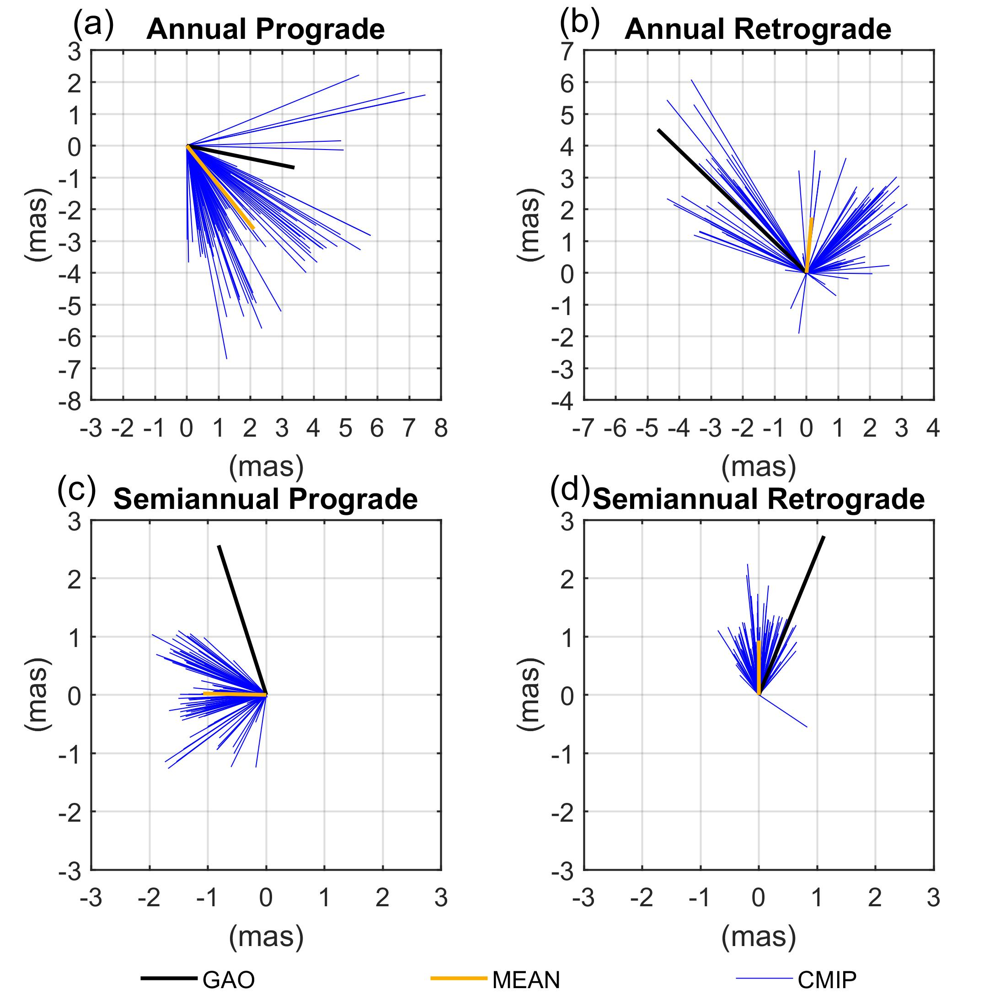 (a) Annual Prograde
3
2
1
0
-1
-2
-3
-4
-5
-6
-7
-8
-3 -2 -1 0 1 2 3 4 5 6 7 8
(mas)
(mas)
(b) Annual Retrograde
7
6
5
4
3
2
1
0
-1
-2
-3
-4
-7 -6 -5 -4 -3 -2 -1 0 1 2 3 4
(mas)
(mas)
(c) Semiannual Prograde
3
2
1
0
-1
-2
-3
-3 -2 -1 0 1 2 3
(mas)
(mas)
(d) Semiannual Retrograde
3
2
1
0
-1
-2
-3
-3 -2 -1 0 1 2 3
(mas)
(mas)
GAO MEAN CMIP